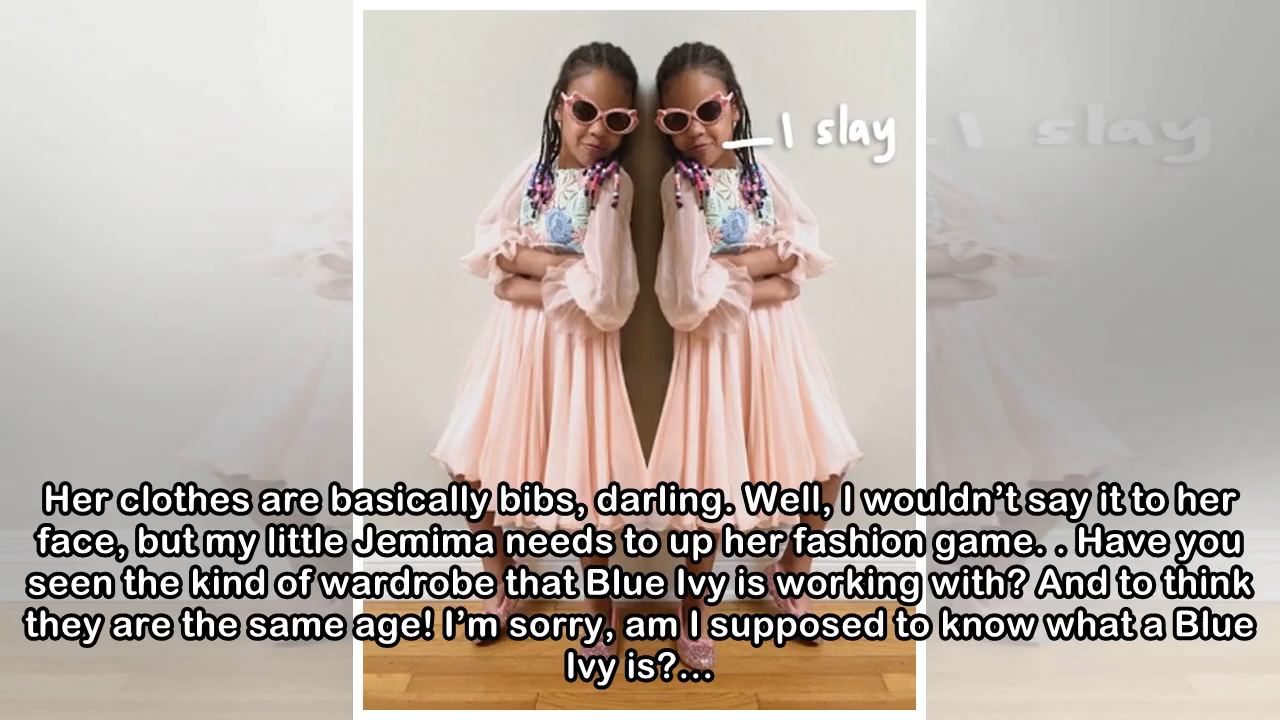 _I slay
_I slay
Her clothes are basically bibs, darling. Well, I wouldn’t say it to her
face, but my little Jemima needs to up her fashion game. . Have you
seen the kind of wardrobe that Blue Ivy is working with? And to think
they are the same age! I’m sorry, am I supposed to know what a Blue
Ivy is?...